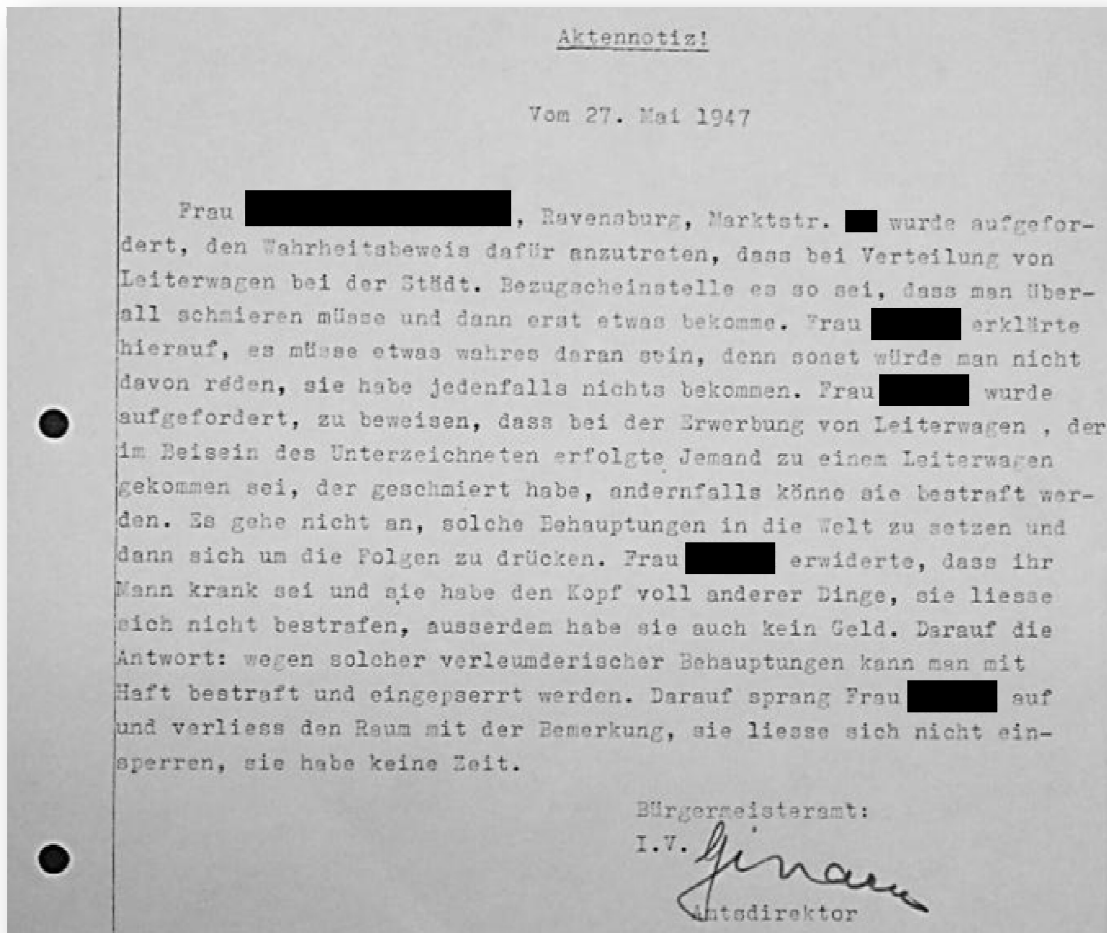 Aktennotiz!
Vom 27. Mai 1947
Frau , Ravensburg, Marktstr. wurde aufgefor-
dert, den Wahrheitsbeweis dafür anzutreten, dass bei Verteilung von
Leiterwagen bei der Städt. Bezugscheinstelle es so sei, dass man über-
all schmieren müsse und dann erst etwas bekomme. Frau erklärte
hierauf, es müsse etwas wahres daran sein, denn sonst würde man nicht
davon reden, sie habe jedenfalls nichts bekommen. Frau wurde
aufgefordert, zu beweisen, dass bei der Erwerbung von Leiterwagen , der
im Beisein des Unterzeichneten erfolgte Jemand zu einem Leiterwagen
gekommen sei, der geschmiert habe, andernfalls könne sie bestraft wer-
den. Es gehe nicht an, solche Behauptungen in die Welt zu setzen und
dann sich um die Folgen zu drücken. Frau erwiderte, dass ihr
Mann krank sei und sie habe den Kopf voll anderer Dinge, sie liesse
sich nicht bestrafen, ausserdem habe sie auch kein Geld. Darauf die
Antwort: wegen solcher verleumderischer Behauptungen kann man mit
Haft bestraft und eingepserrt werden. Darauf sprang Frau auf
und verliess den Raum mit der Bemerkung, sie liesse sich nicht ein-
sperren, sie habe keine Zeit.
Bürgermeisteramt:
I.V.
Amtsdirektor